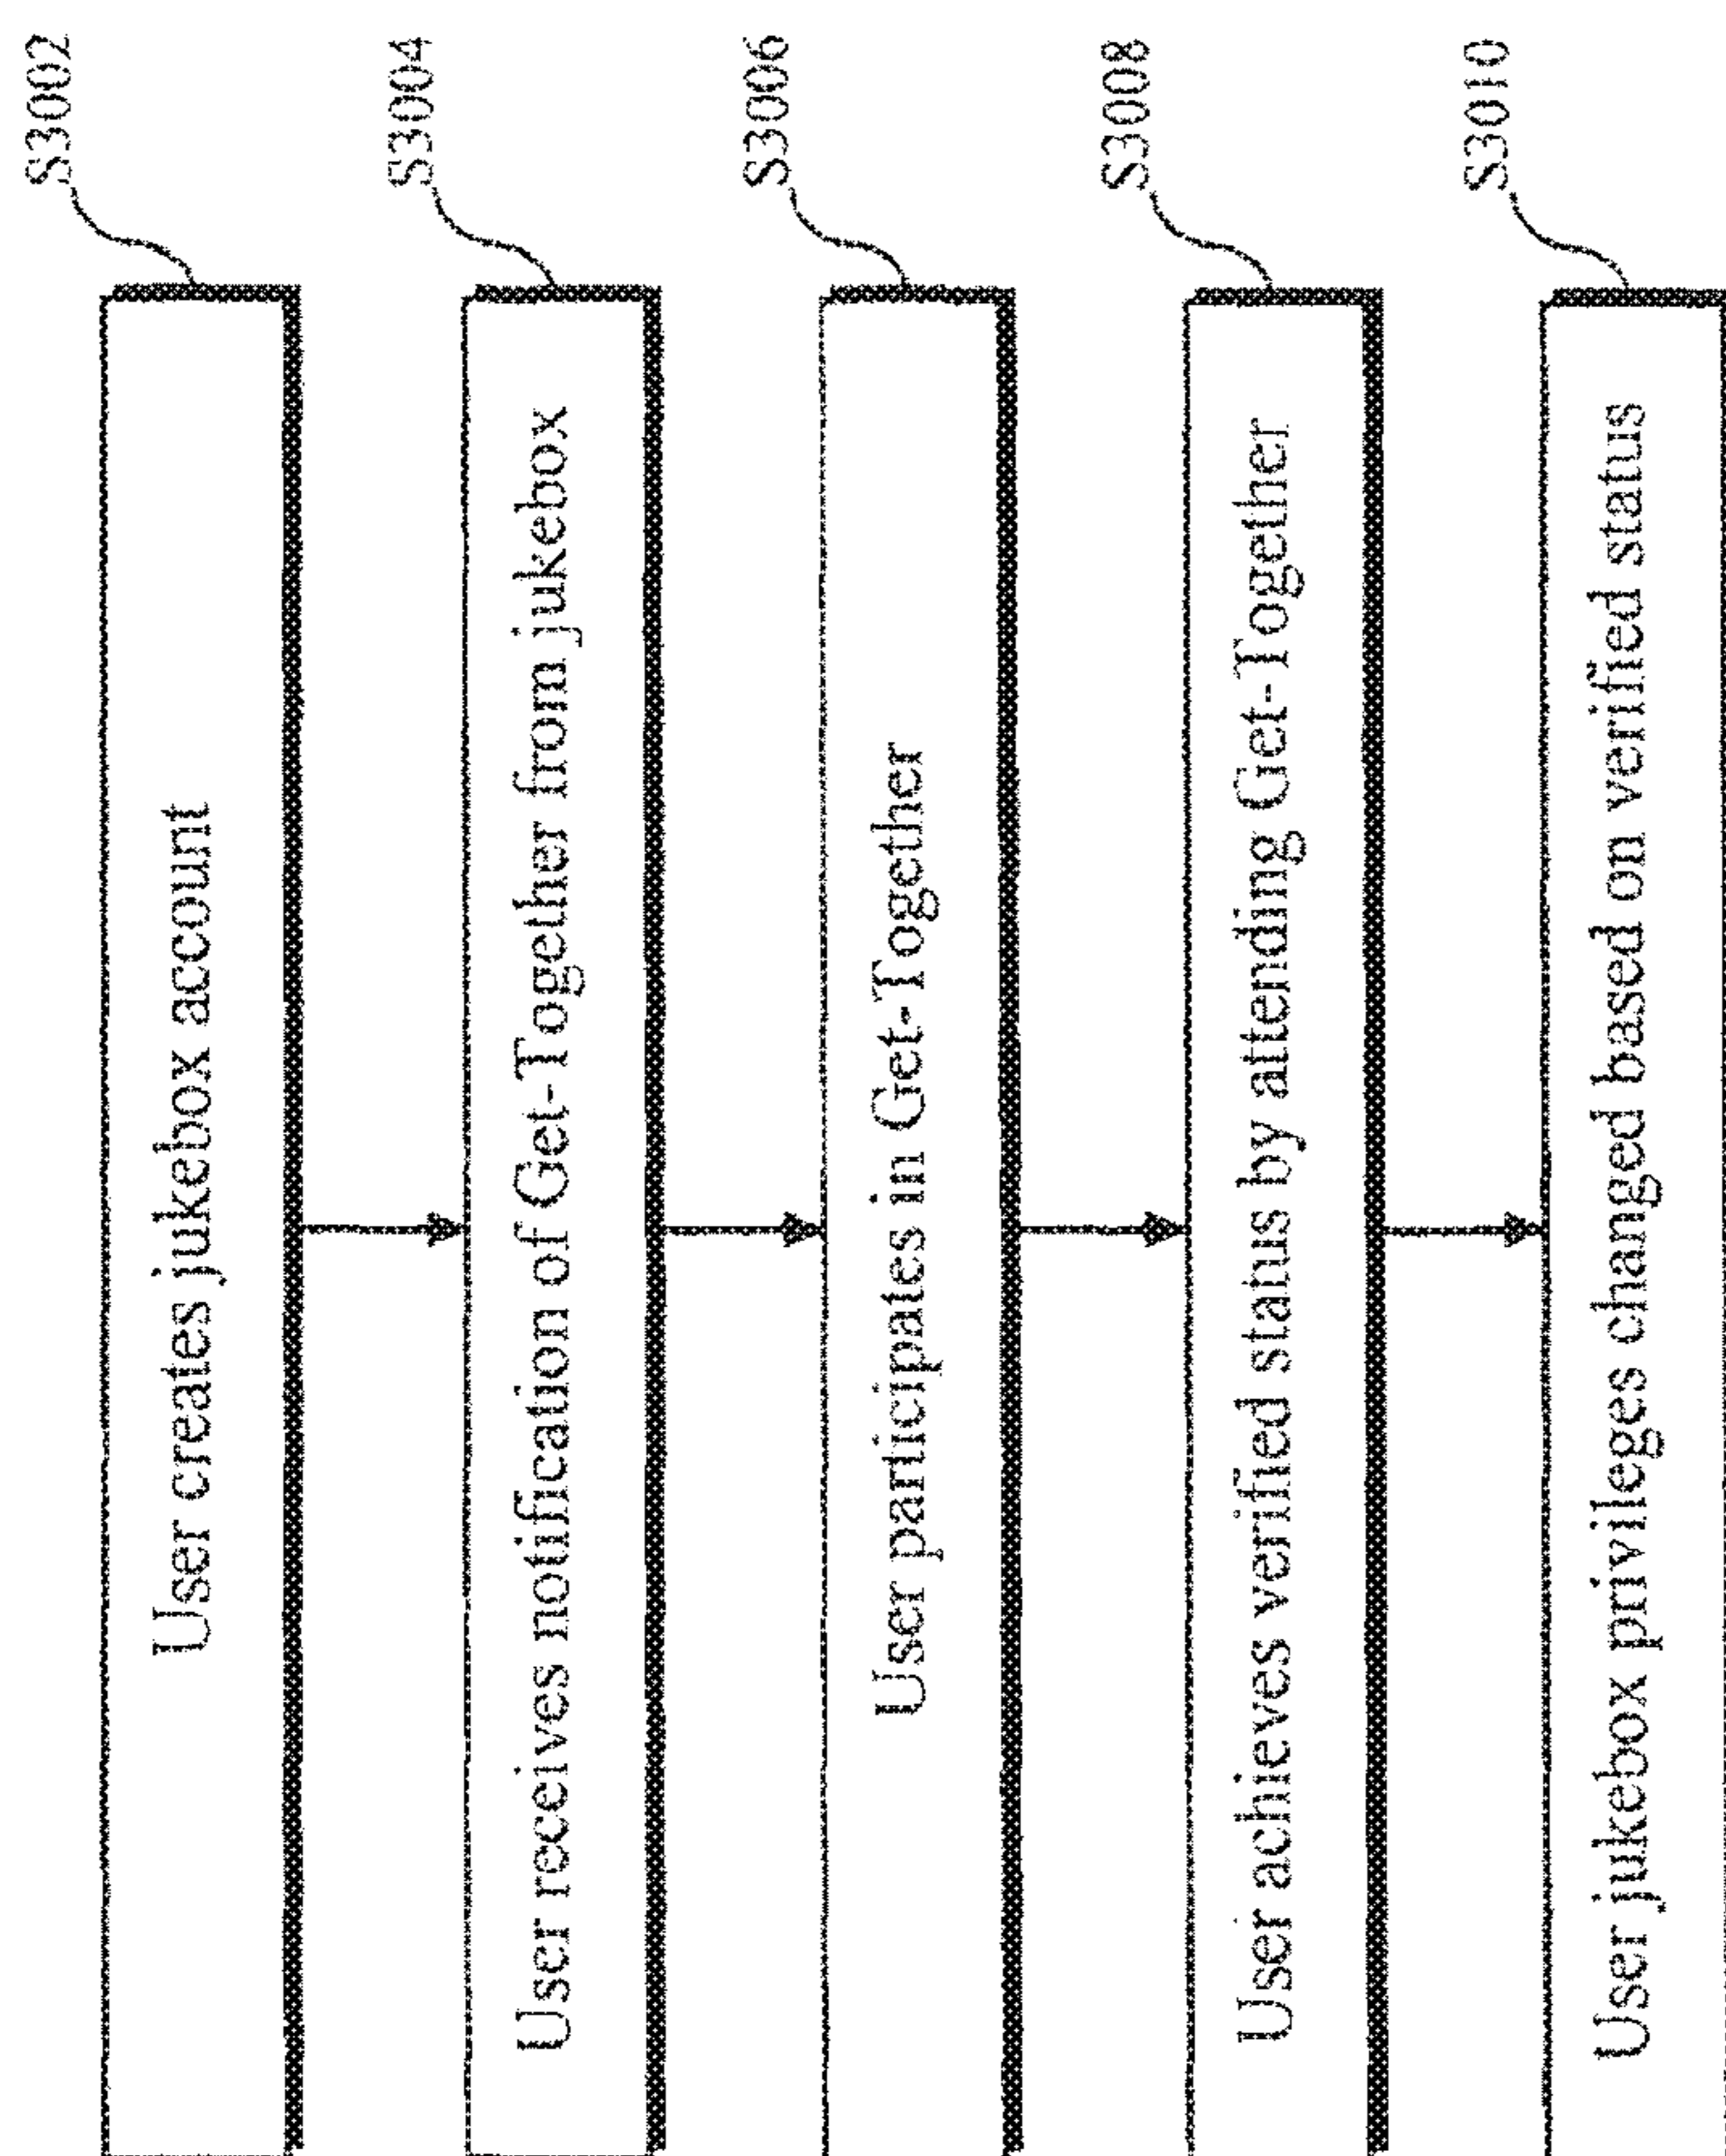 S3002
User creates jukebox account
S3004
User receives notification of Get-Together from jukebox
S3006
User participates in Get-Together
S3008
User achieves verified status by attending Get-Together
S3010
User jukebox privileges changed based on verified status